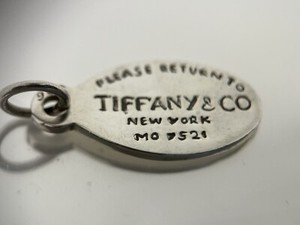 PLEASE RETURN TO
TIFFANY & CO
NEW YORK
MO 7521